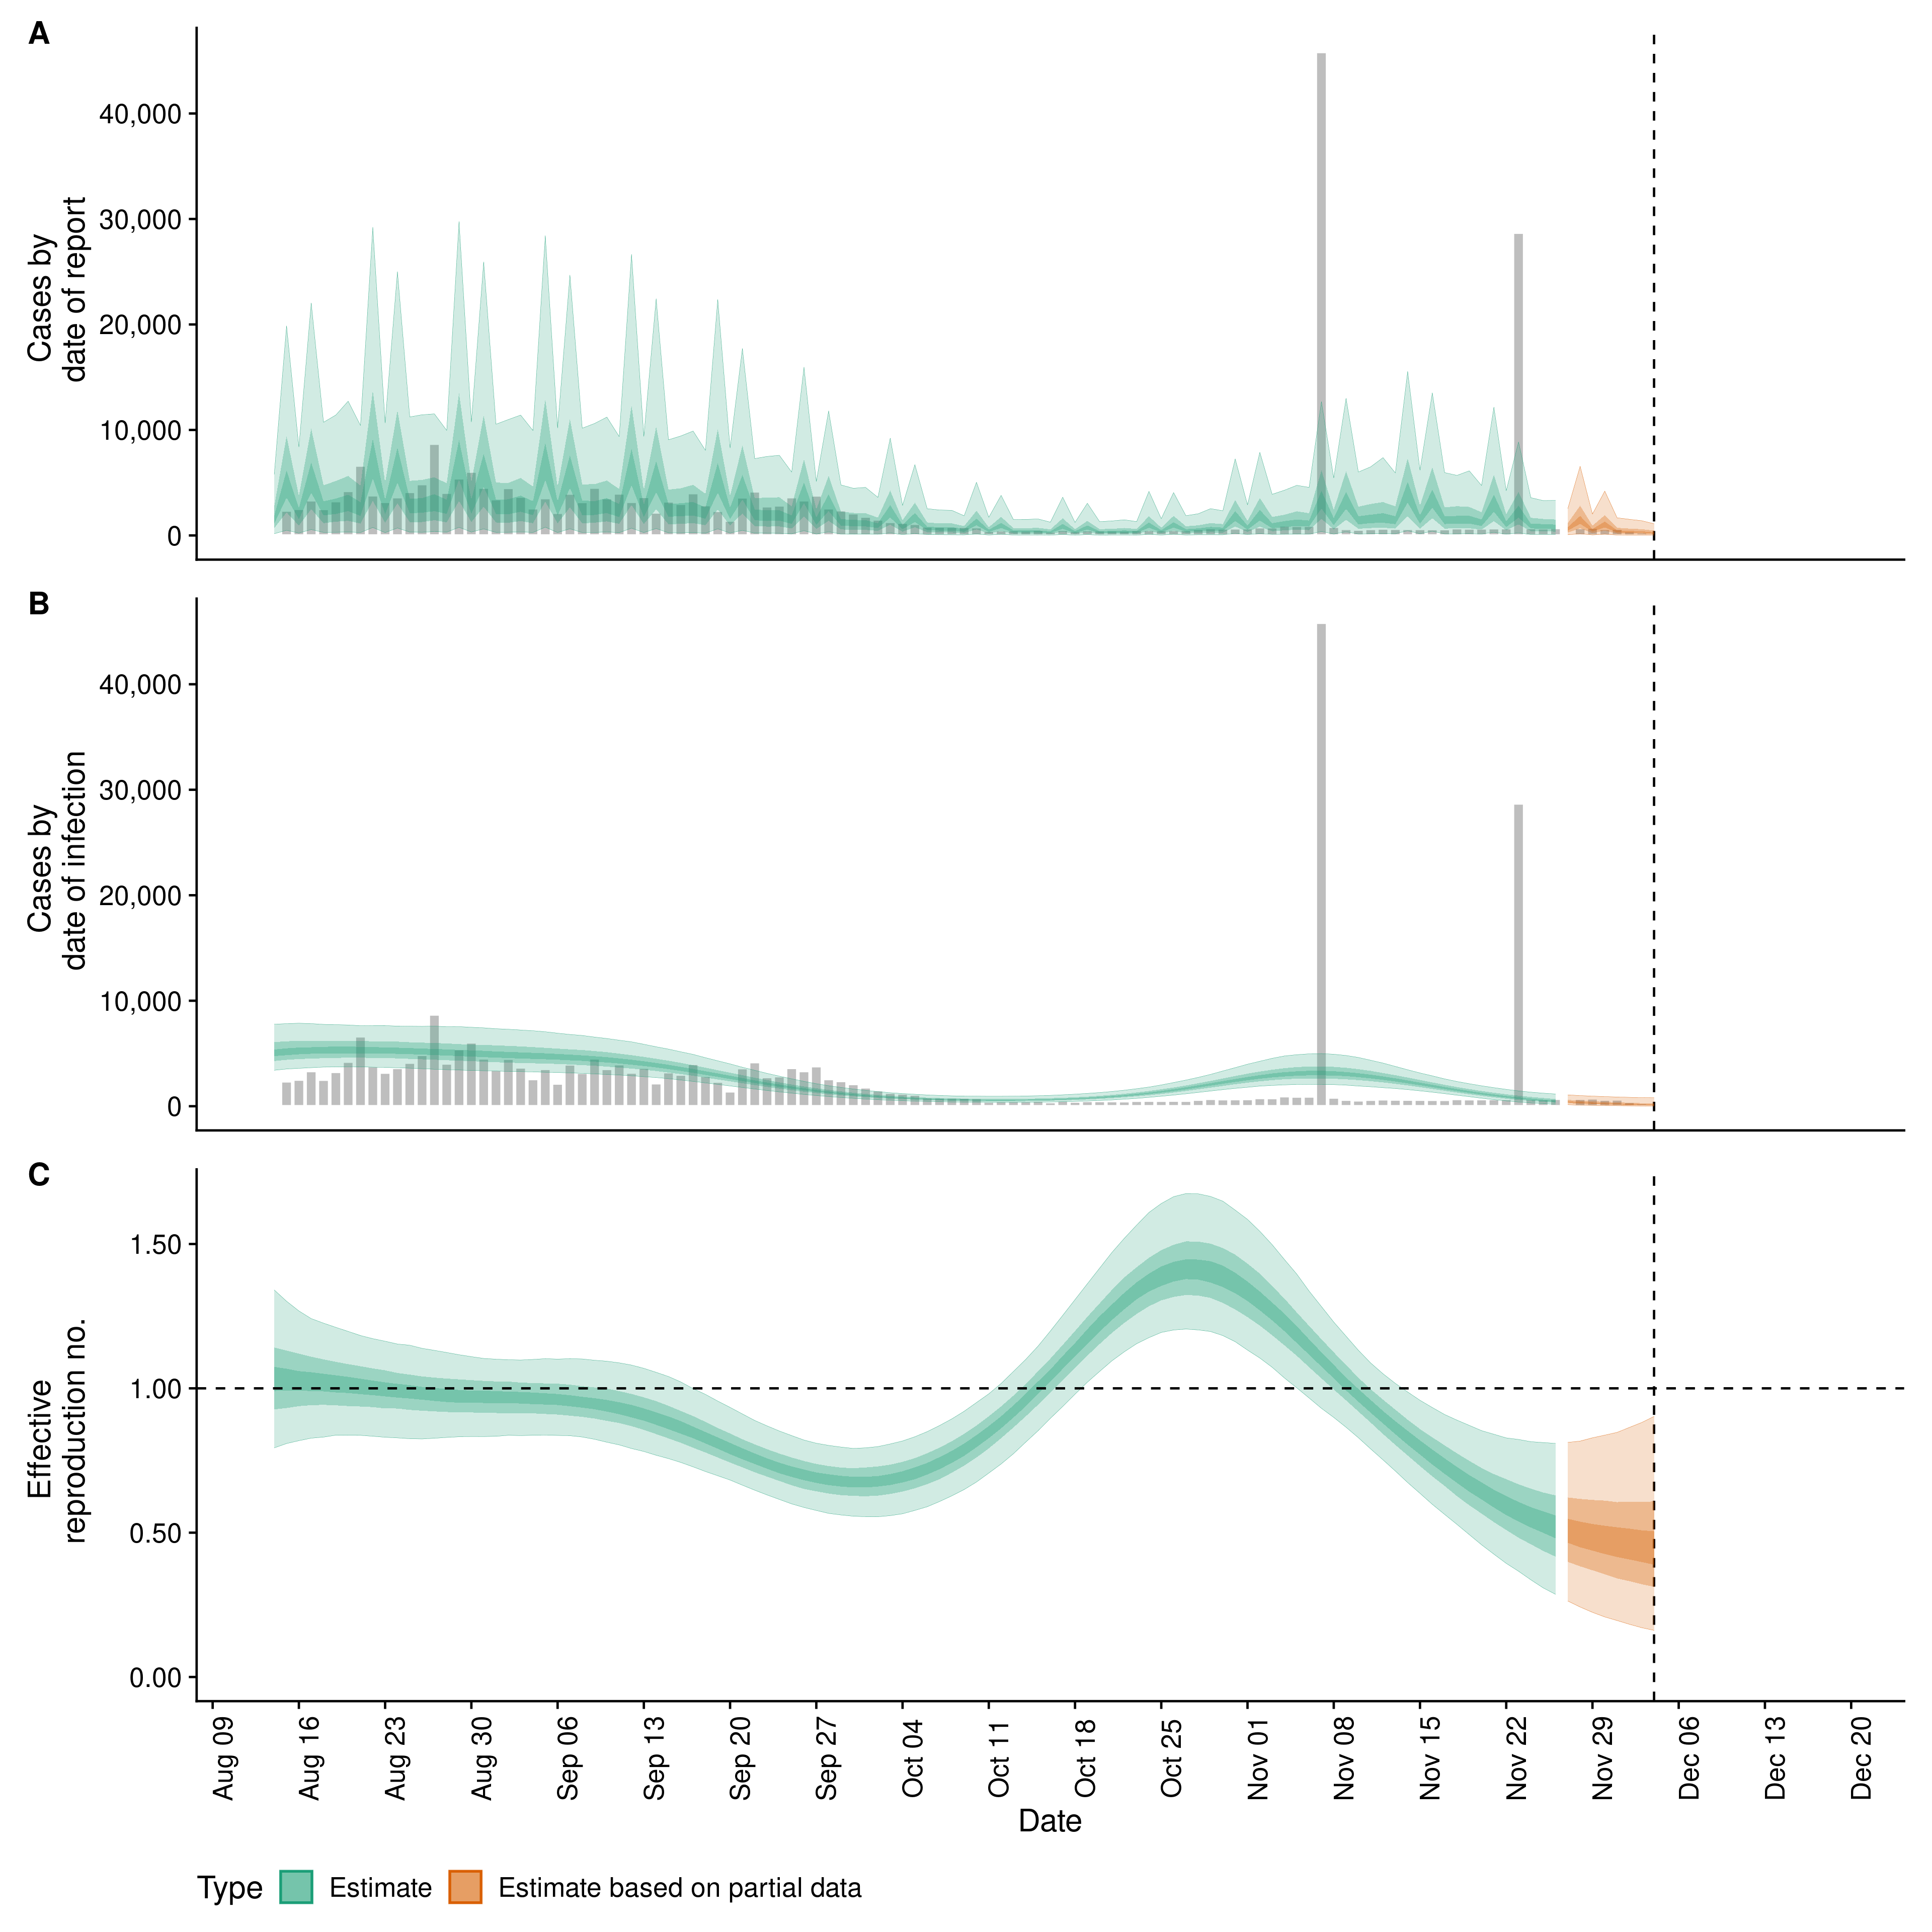 A
Cases by
date of report
40,000
30,000
20,000
10,000
0
B
Cases by
date of infection
40,000
30,000
20,000
10,000
0
C
Effective
reproduction no.
1.50
1.00
0.50
0.00
Aug 09
Aug 16
Aug 23
Aug 30
Sep 06
Sep 13
Sep 20
Sep 27
Oct 04
Oct 11
Oct 18
Oct 25
Nov 01
Nov 08
Nov 15
Nov 22
Nov 29
Dec 06
Dec 13
Dec 20
Date
Type Estimate Estimate based on partial data